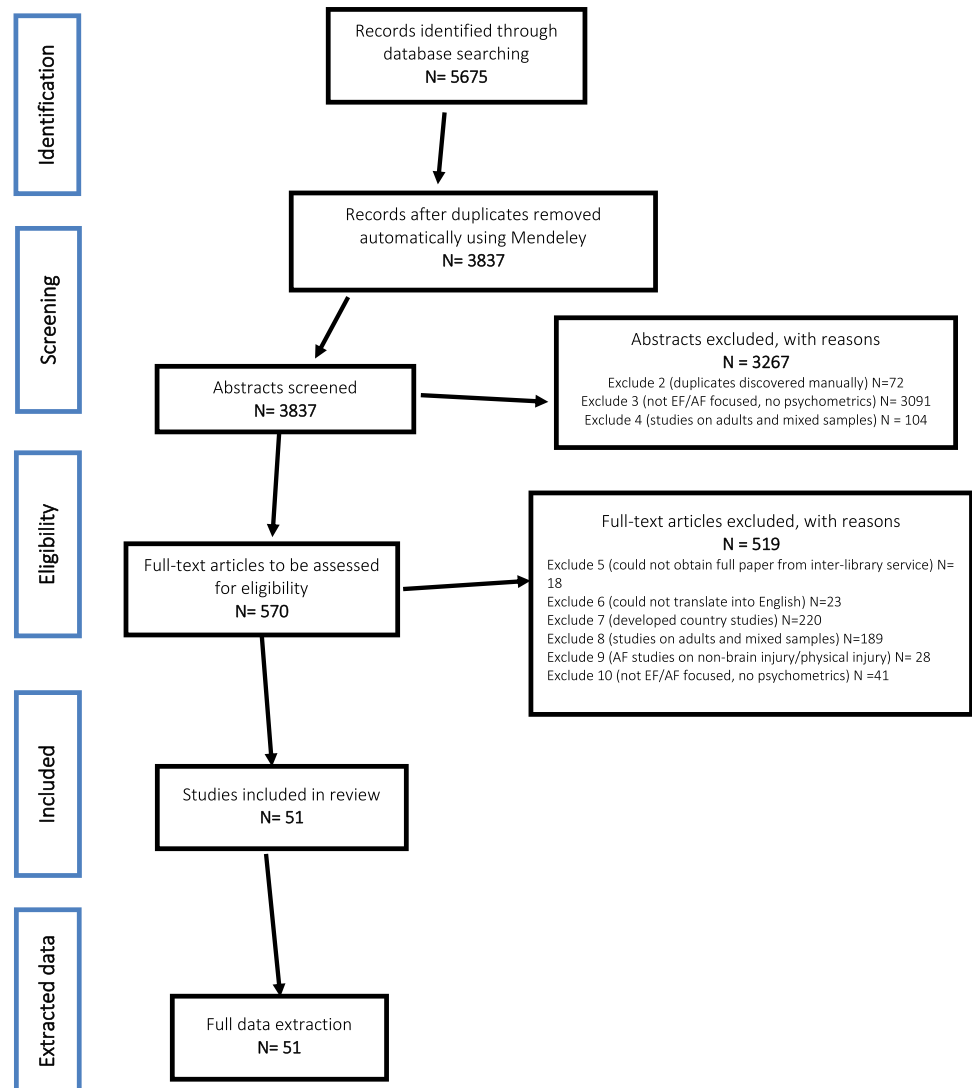 Identification
Records identified through
database searching
N= 5675
Records after duplicates removed
automatically using Mendeley
N= 3837
Screening
Abstracts screened
N= 3837
Abstracts excluded, with reasons
N = 3267
Exclude 2 (duplicates discovered manually) N=72
Exclude 3 (not EF/AF focused, no psychometrics) N= 3091
Exclude 4 (studies on adults and mixed samples) N = 104
Eligibility
Full-text articles to be assessed
for eligibility
N= 570
Full-text articles excluded, with reasons
N = 519
Exclude 5 (could not obtain full paper from inter-library service) N=
18
Exclude 6 (could not translate into English) N=23
Exclude 7 (developed country studies) N=220
Exclude 8 (studies on adults and mixed samples) N=189
Exclude 9 (AF studies on non-brain injury/physical injury) N= 28
Exclude 10 (not EF/AF focused, no psychometrics) N =41
Included
Studies included in review
N= 51
Extracted data
Full data extraction
N= 51